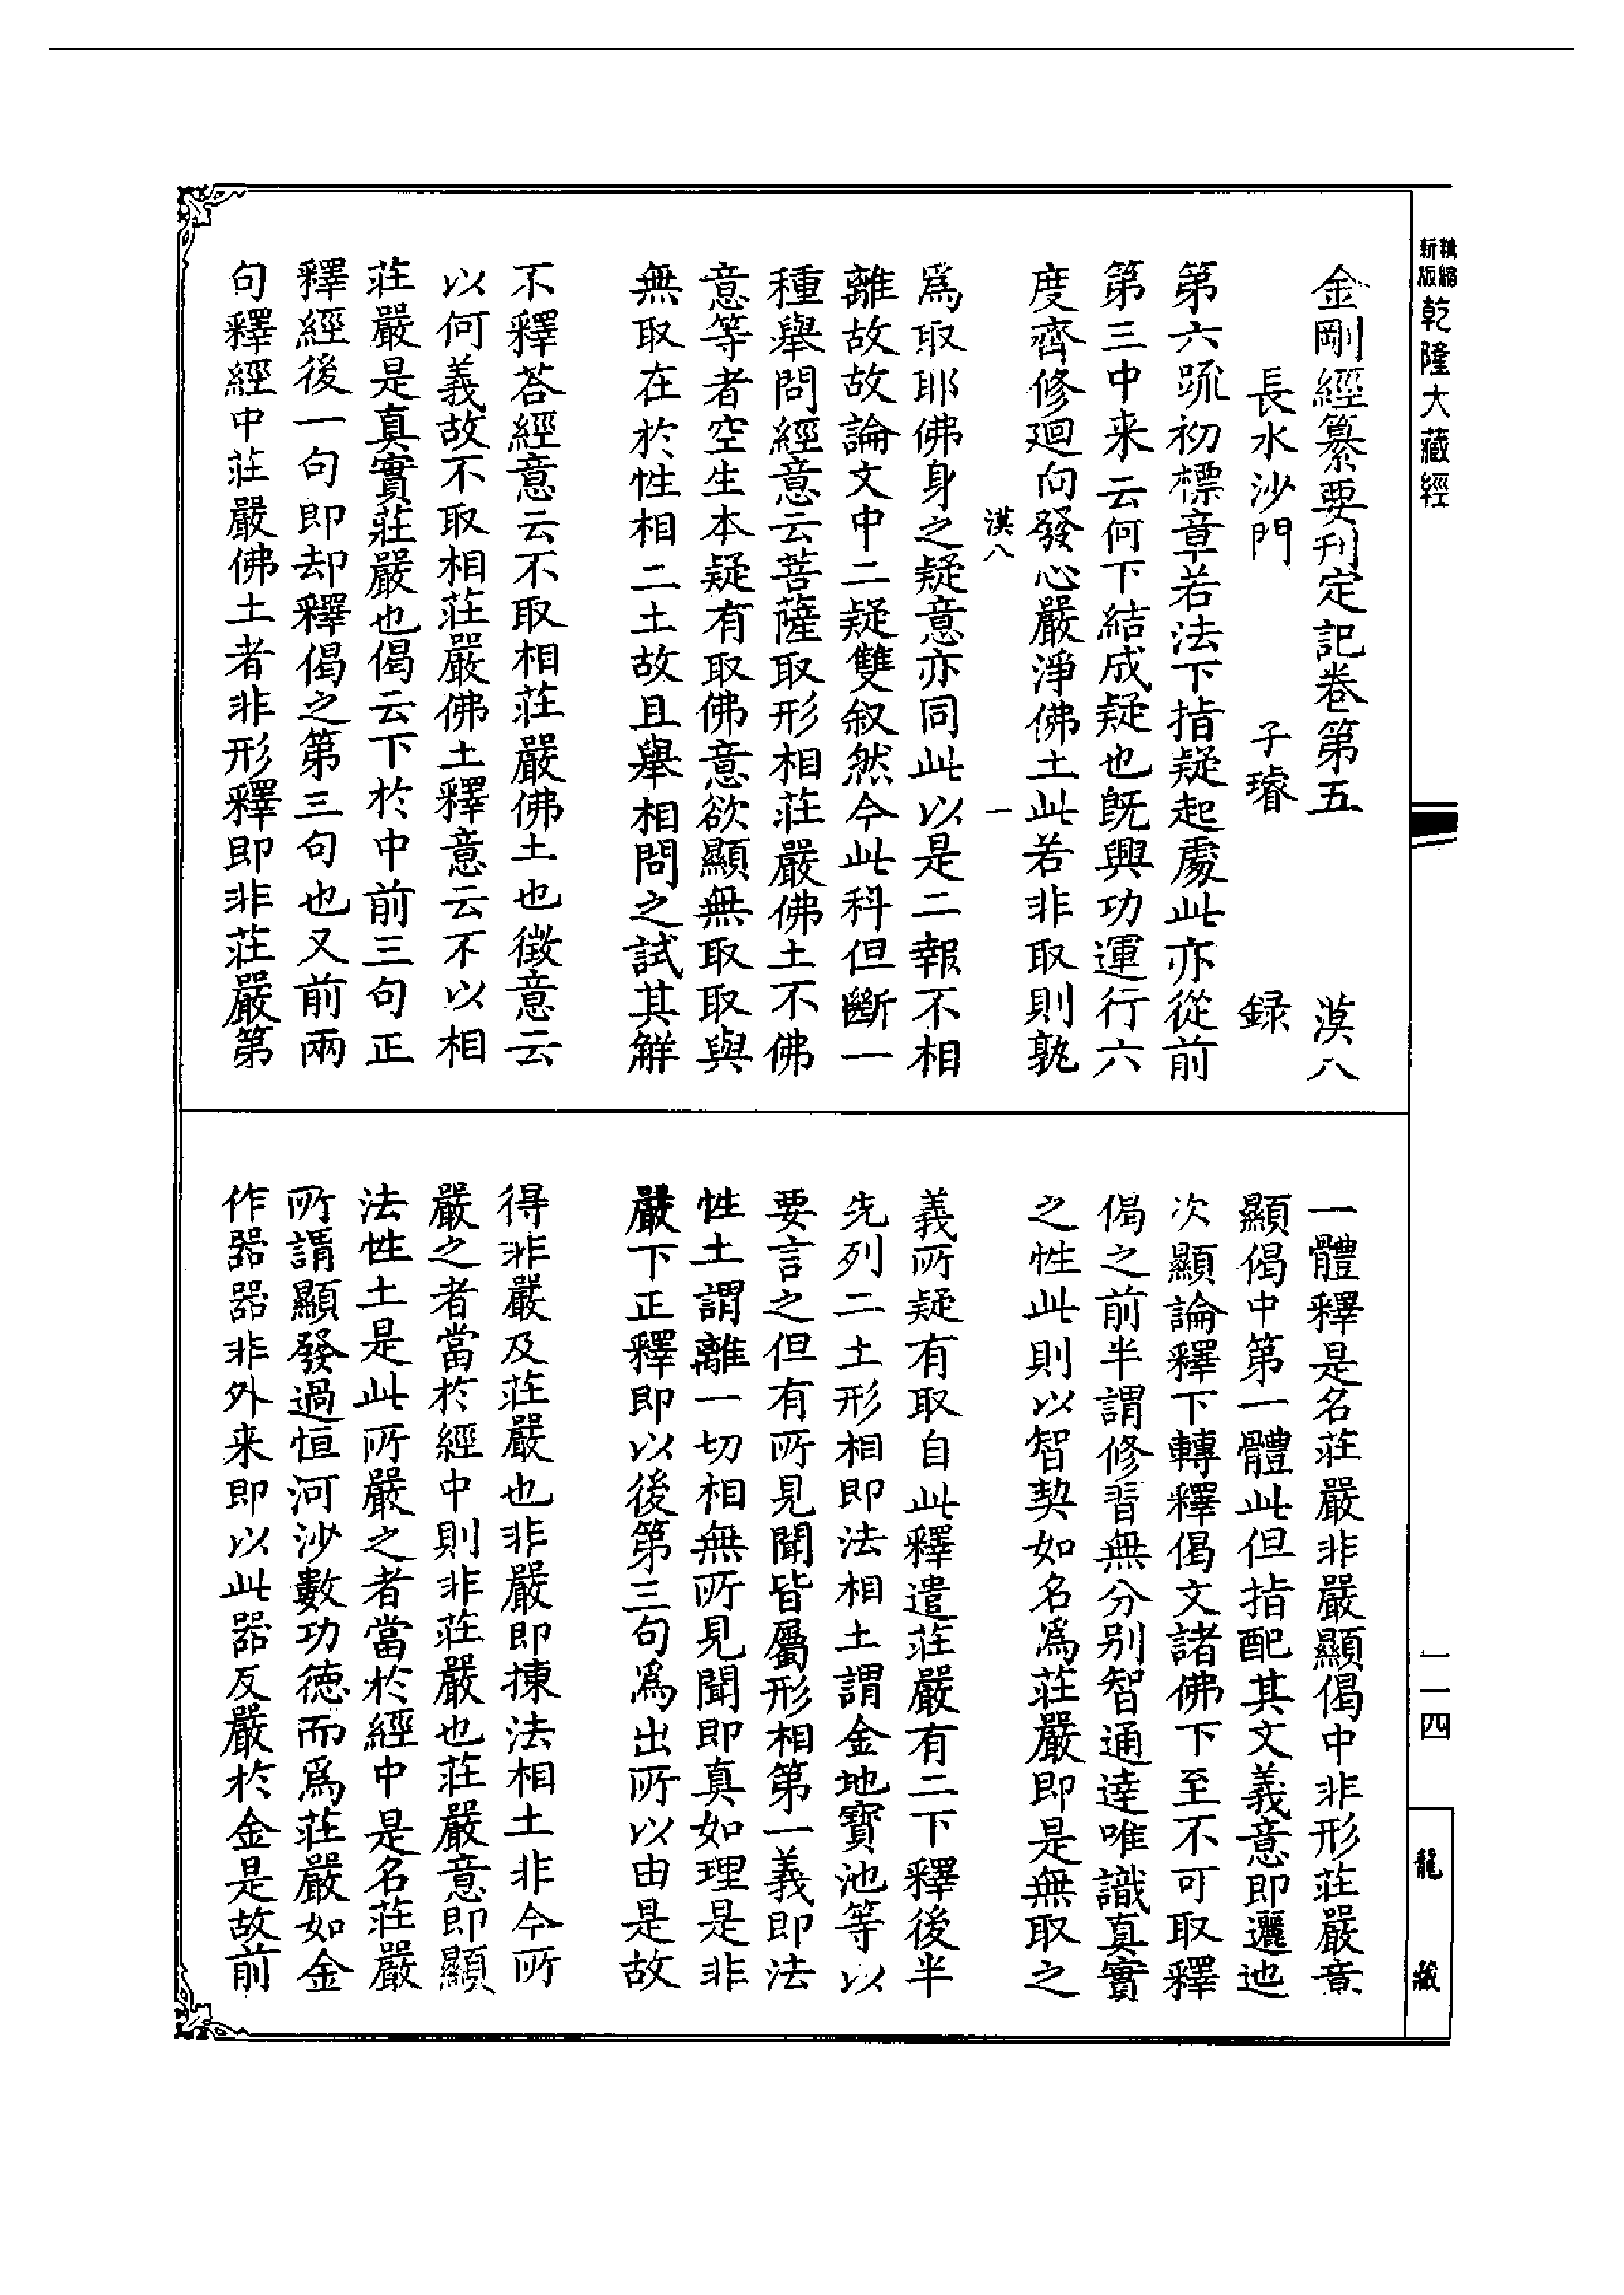 新版
乾隆大藏經
金剛經纂要刊定記卷第五　漠八
長水沙門　子璿　録
第六疏初標章若法下指疑起處此亦從前
第三中来云何下結成疑也既興功運行六
度齊修迴向發心嚴淨佛土此若非取則孰
漠八　一
爲取耶佛身之疑意亦同此以是二報不相
離故故論文中二疑雙叙然今此科但斷一
種舉問經意云菩薩取形相莊嚴佛土不佛
意等者空生本疑有取佛意欲顯無取取與
無取在於性相二土故且舉相問之試其解
不釋荅經意云不取相莊嚴佛土也徵意云
以何義故不取相莊嚴佛土釋意云不以相
莊嚴是真實莊嚴也偈云下於中前三句正
釋經後一句即却釋偈之第三句也又前兩
句釋經中莊嚴佛土者非形釋即非莊嚴第
一體釋是名莊嚴非嚴顯偈中非形莊嚴意
顯偈中第一體此但指配其文義意即邐迆
次顯論釋下轉釋偈文諸佛下至不可取釋
偈之前半謂修習無分别智通達唯識真實
之性此則以智契如名爲莊嚴即是無取之
義所疑有取自此釋遣莊嚴有二下釋後半
先列二土形相即法相土謂金地寶池等以
要言之但有所見聞皆屬形相第一義即法
性土謂離一切相無所見聞即真如理是非
嚴下正釋即以後第三句爲出所以由是故
得非嚴及莊嚴也非嚴即揀法相土非今所
嚴之者當於經中則非莊嚴也莊嚴意即顯
法性土是此所嚴之者當於經中是名莊嚴
所謂顯發過恒河沙數功德而爲莊嚴如金
作器器非外来即以此器反嚴於金是故前
一一四
龍藏